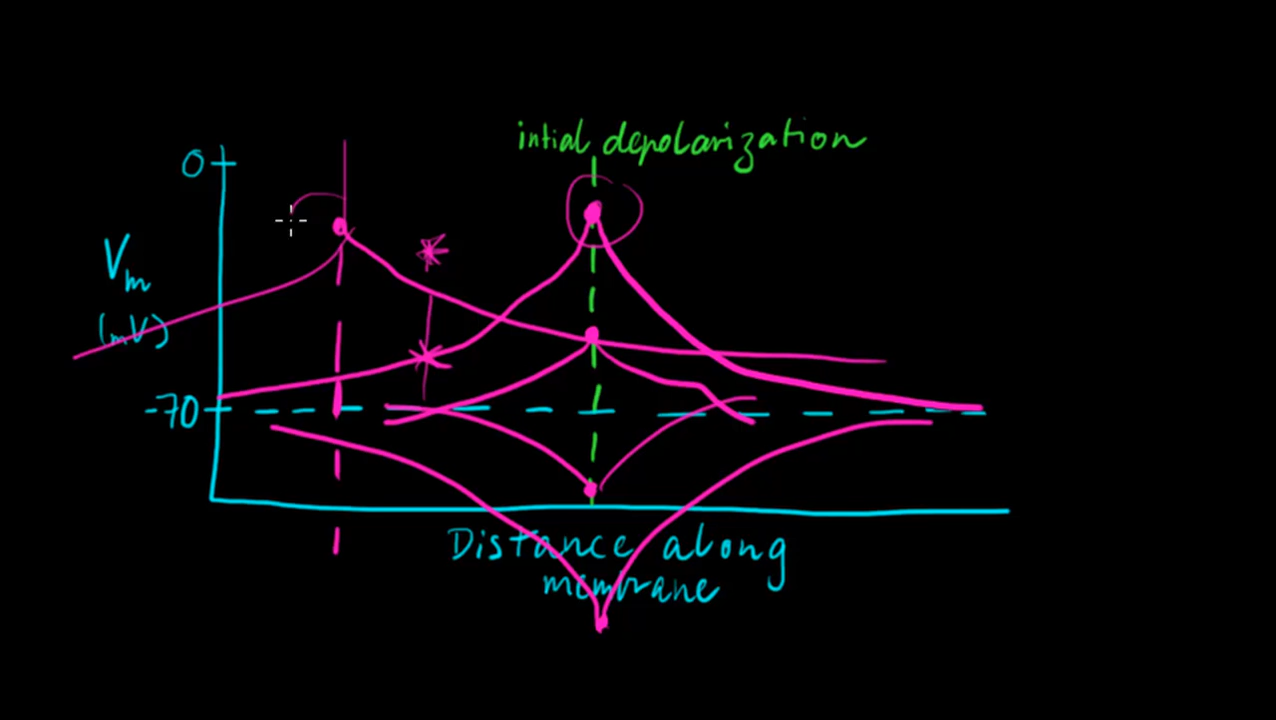 intial depolarization
0
Vm
(mV)
-70
Distance along
membrane